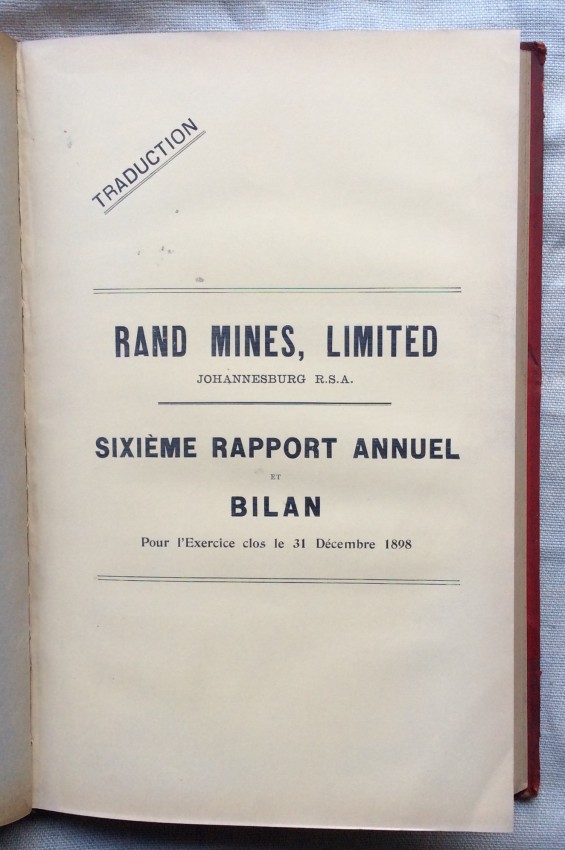 TRADUCTION
RAND MINES, LIMITED
JOHANNESBURG R.S.A.
SIXIÈME RAPPORT ANNUEL
ET
BILAN
Pour l'Exercice clos le 31 Décembre 1898